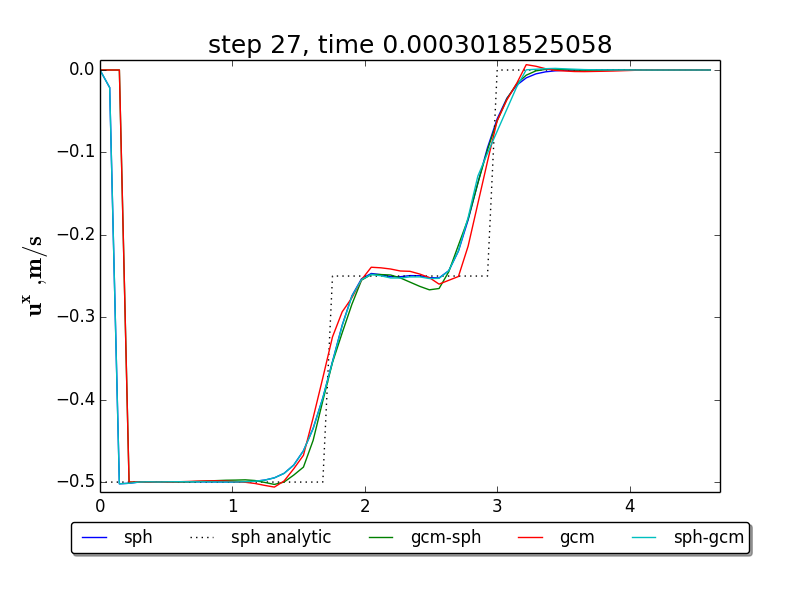 step 27, time 0.0003018525058
0.0
−0.1
−0.2
−0.3
−0.4
−0.5
u^x ,m/s
0 1 2 3 4
sph sph analytic gcm-sph gcm sph-gcm